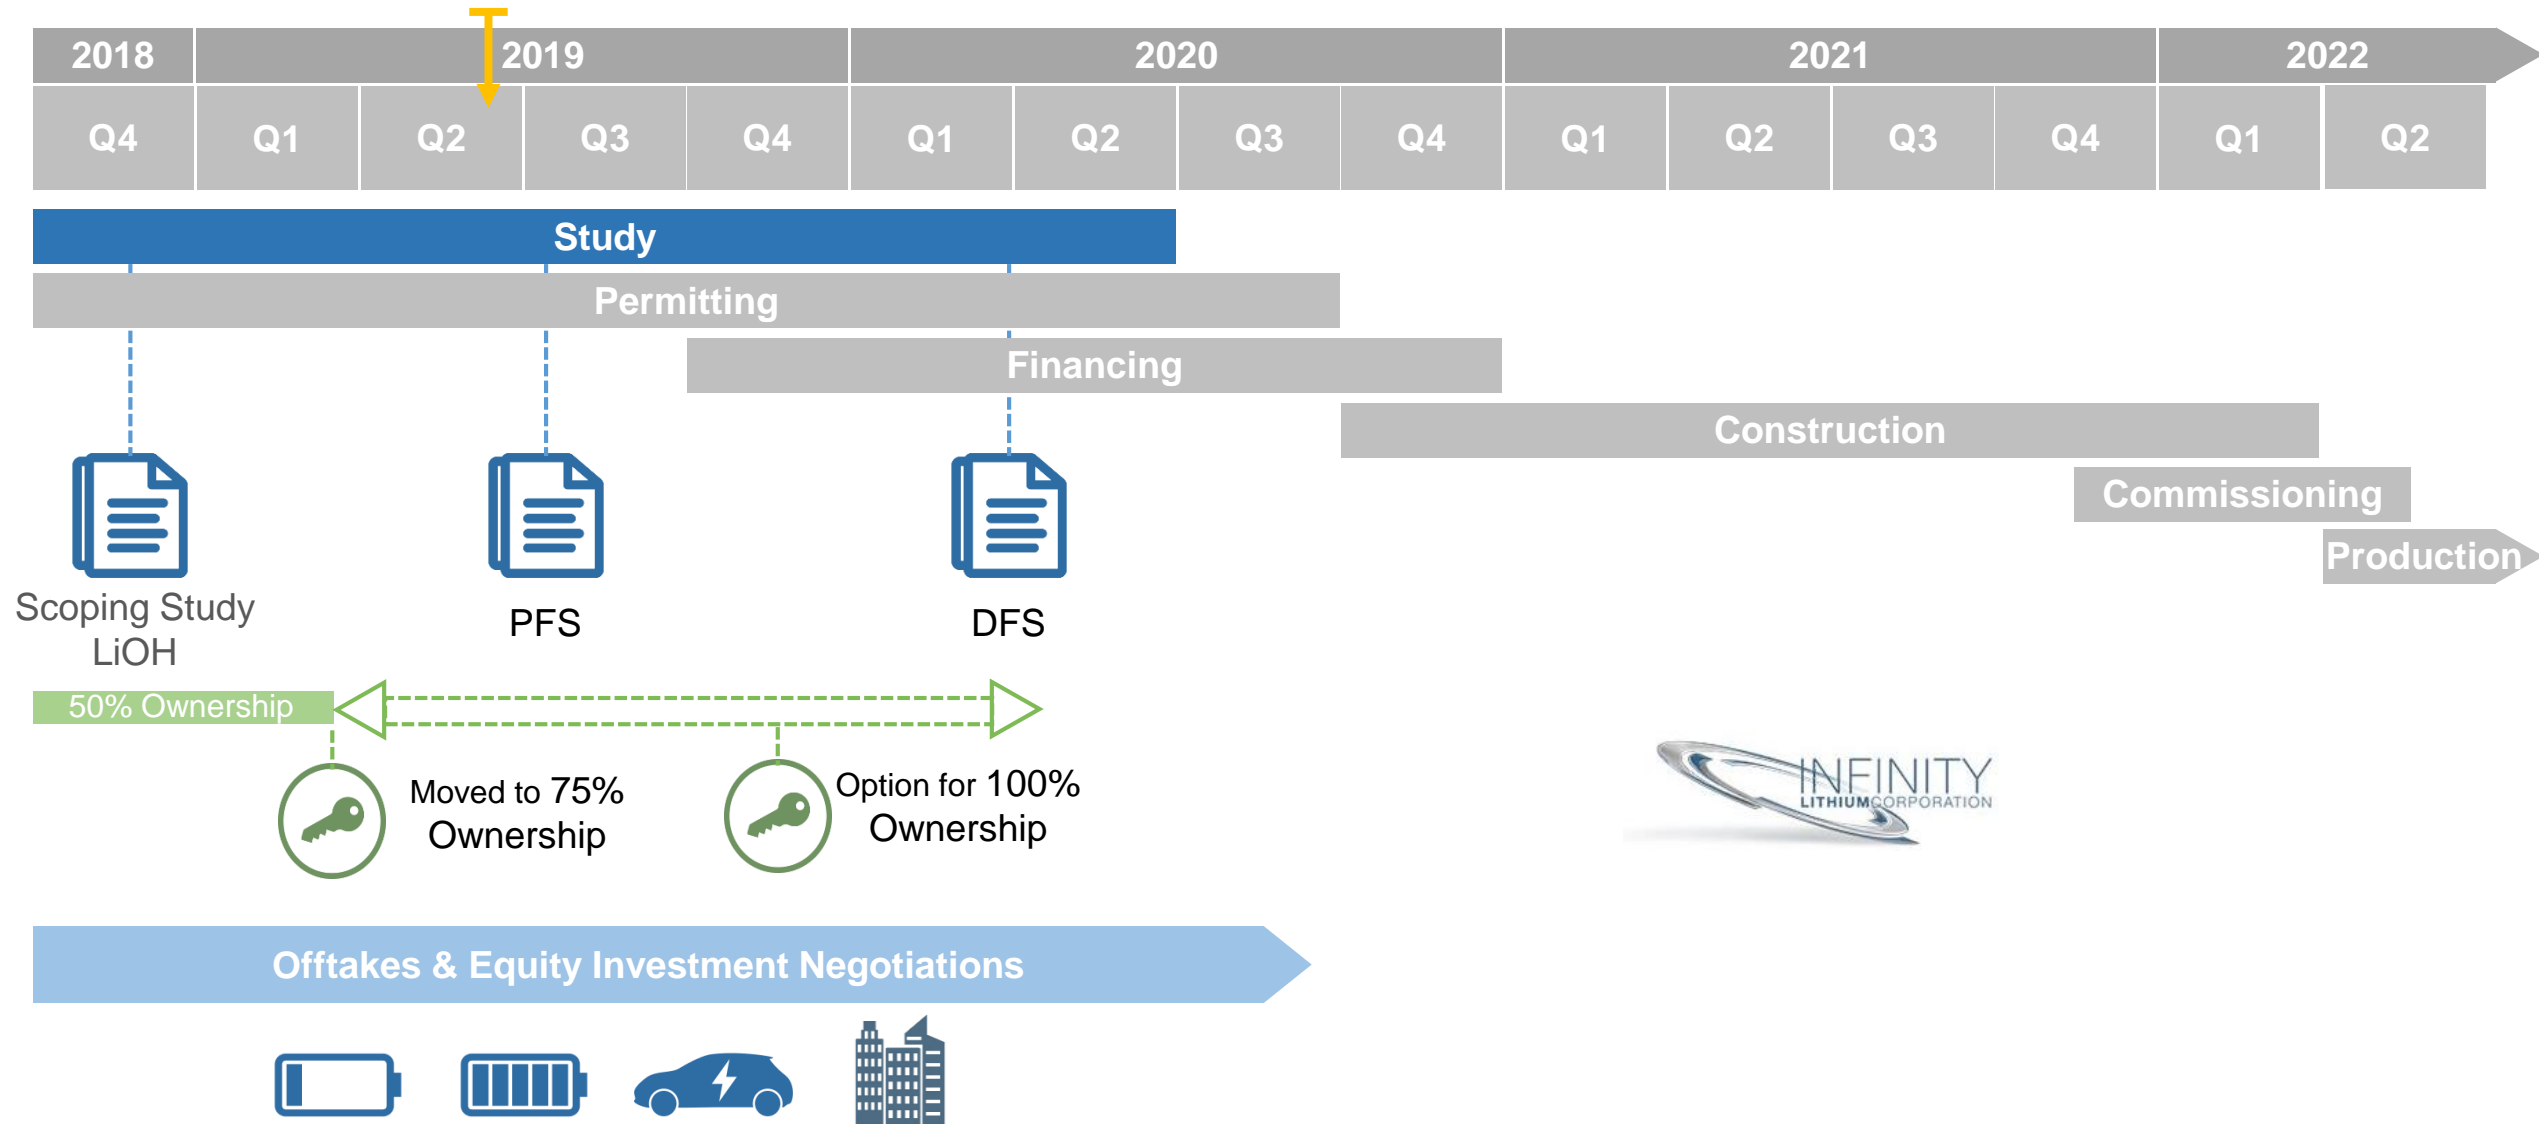 2018 2019 2020 2021 2022
Q4 Q1 Q2 Q3 Q4 Q1 Q2 Q3 Q4 Q1 Q2 Q3 Q4 Q1 Q2
Study
Permitting
Financing
Construction
Commissioning
Production
Scoping Study
LiOH
PFS
DFS
50% Ownership
Moved to 75%
Ownership
Option for 100%
Ownership
INFINITY
LITHIUMCORPORATION
Offtakes & Equity Investment Negotiations